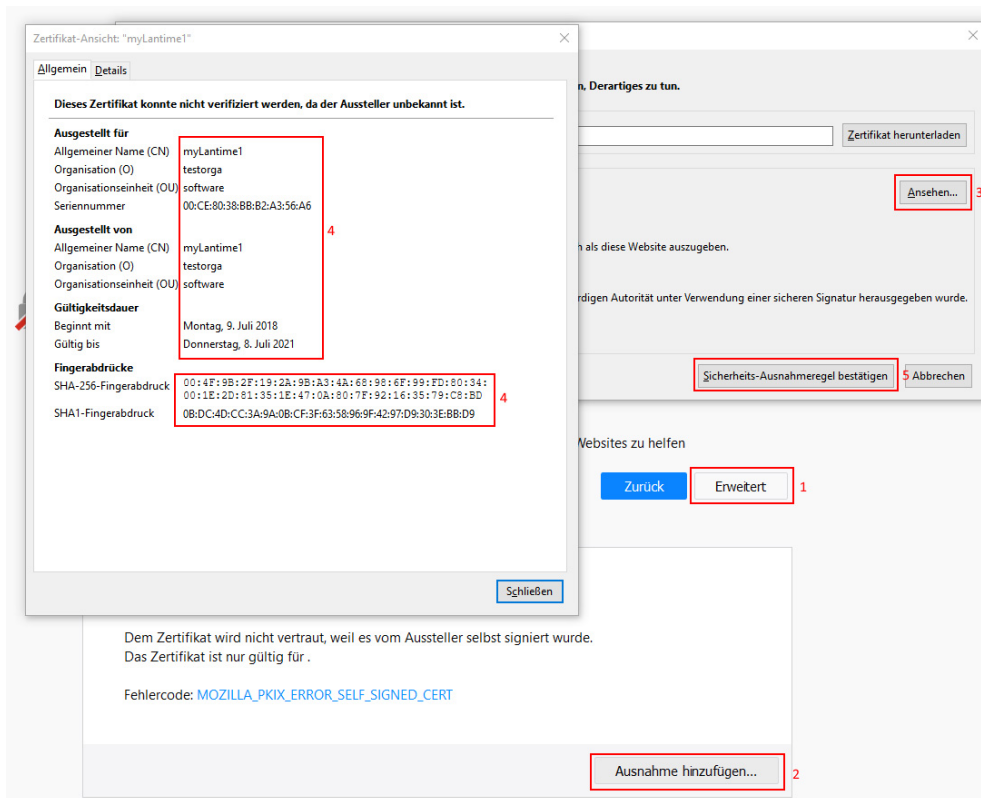 Zertifikat-Ansicht: "myLantime1"
Allgemein Details
Dieses Zertifikat konnte nicht verifiziert werden, da der Aussteller unbekannt ist.
Ausgestellt für
Allgemeiner Name (CN) myLantime1
Organisation (O) testorga
Organisationseinheit (OU) software
Seriennummer 00:CE:80:38:BB:B2:A3:56:A6
4
Ausgestellt von
Allgemeiner Name (CN) myLantime1
Organisation (O) testorga
Organisationseinheit (OU) software
Gültigkeitsdauer
Beginnt mit Montag, 9. Juli 2018
Gültig bis Donnerstag, 8. Juli 2021
Fingerabdrücke
SHA-256-Fingerabdruck 00:4F:9B:2F:19:2A:9B:A3:4A:68:98:6F:99:FD:80:34:
00:1E:2D:81:35:1E:47:0A:80:7F:92:16:35:79:C8:BD
4
SHA1-Fingerabdruck 0B:DC:4D:CC:3A:9A:0B:CF:3F:63:58:96:9F:42:97:D9:30:3E:BB:D9
Schließen
n, Derartiges zu tun.
Zertifikat herunterladen
Ansehen... 3
als diese Website auszugeben.
rdigen Autorität unter Verwendung einer sicheren Signatur herausgegeben wurde.
Sicherheits-Ausnahmeregel bestätigen 5 Abbrechen
Websites zu helfen
Zurück Erweitert 1
Dem Zertifikat wird nicht vertraut, weil es vom Aussteller selbst signiert wurde.
Das Zertifikat ist nur gültig für .
Fehlercode: MOZILLA_PKIX_ERROR_SELF_SIGNED_CERT
Ausnahme hinzufügen... 2